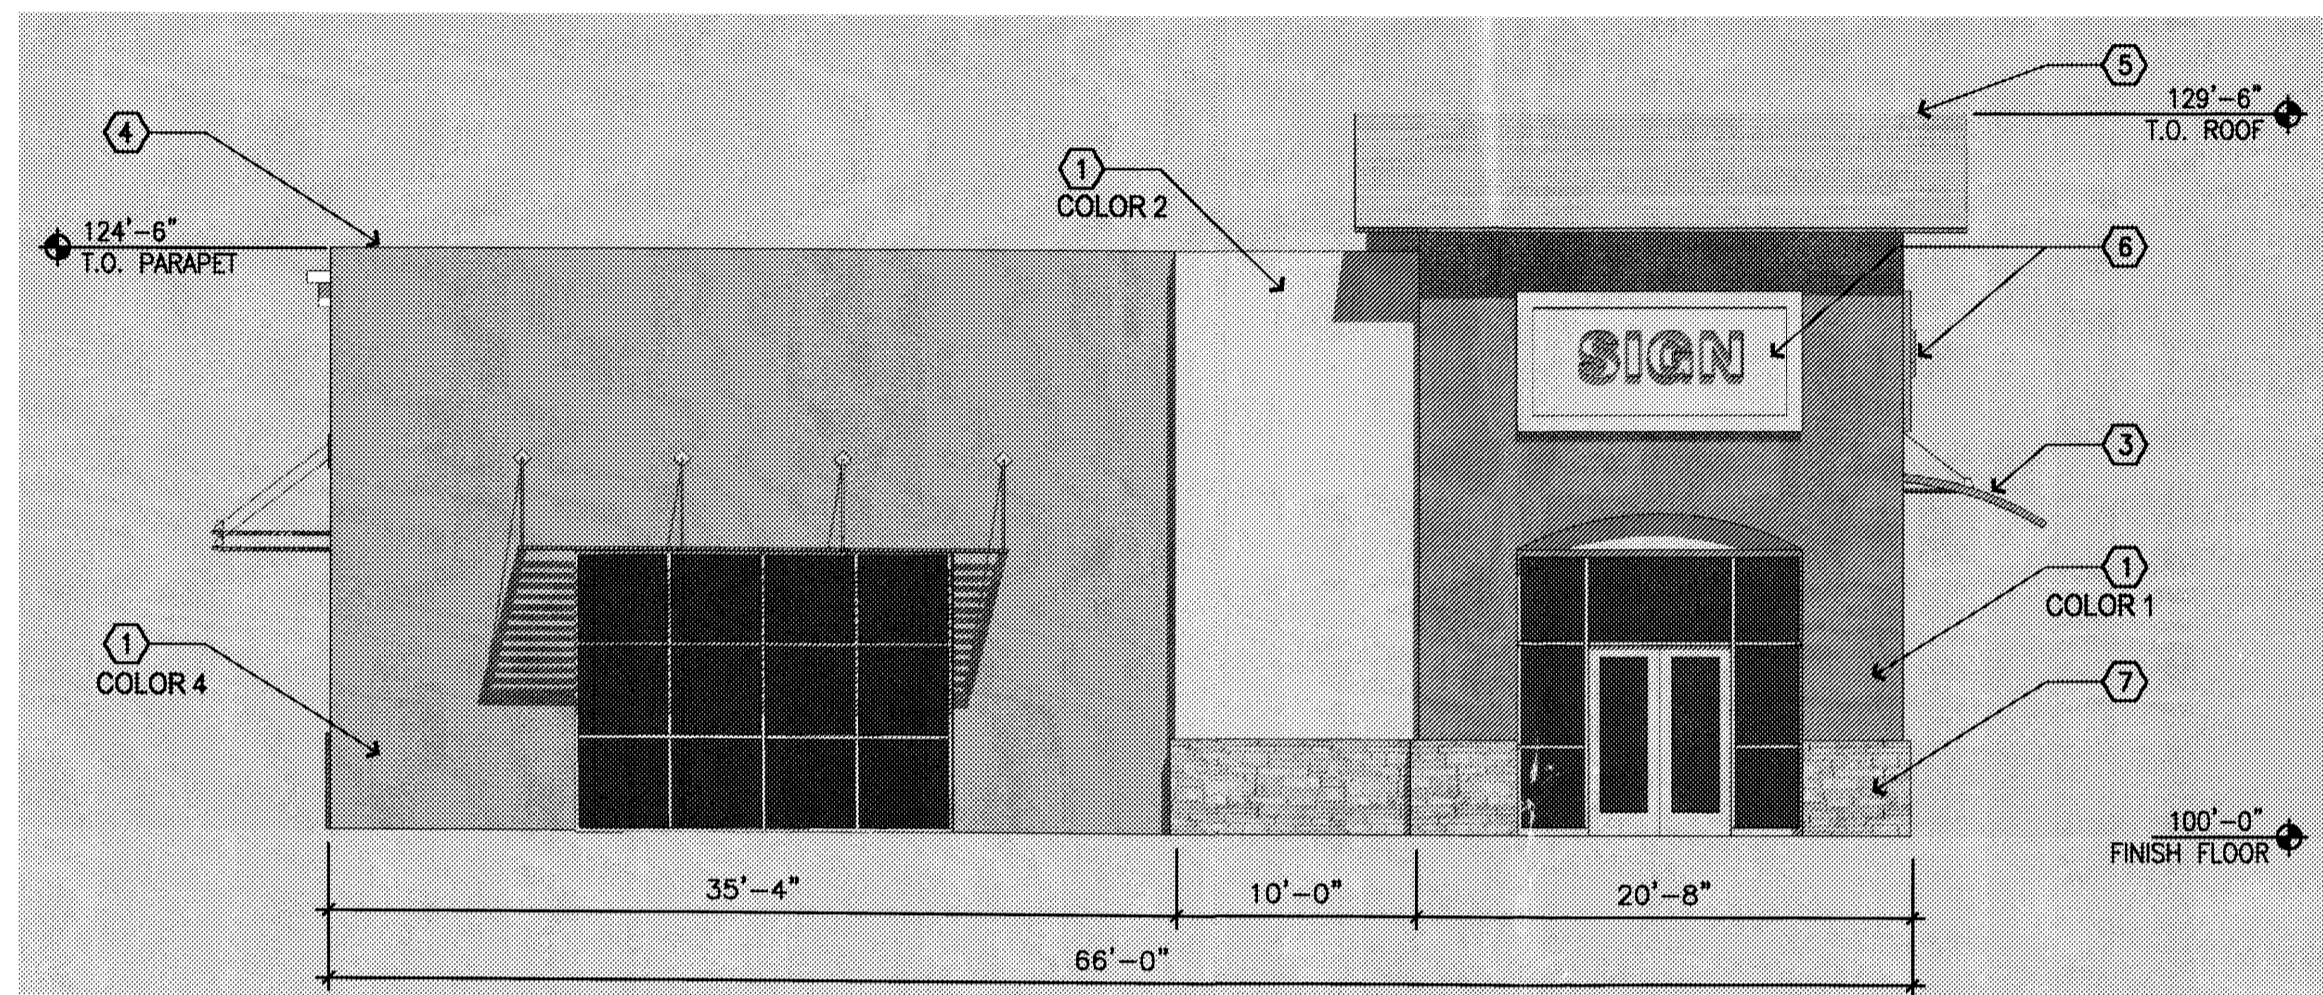 5
129'-6"
T.O. ROOF
4
1
COLOR 2
124'-6"
T.O. PARAPET
6
SIGN
3
1
COLOR 1
1
COLOR 4
7
100'-0"
FINISH FLOOR
35'-4"
10'-0"
20'-8"
66'-0"